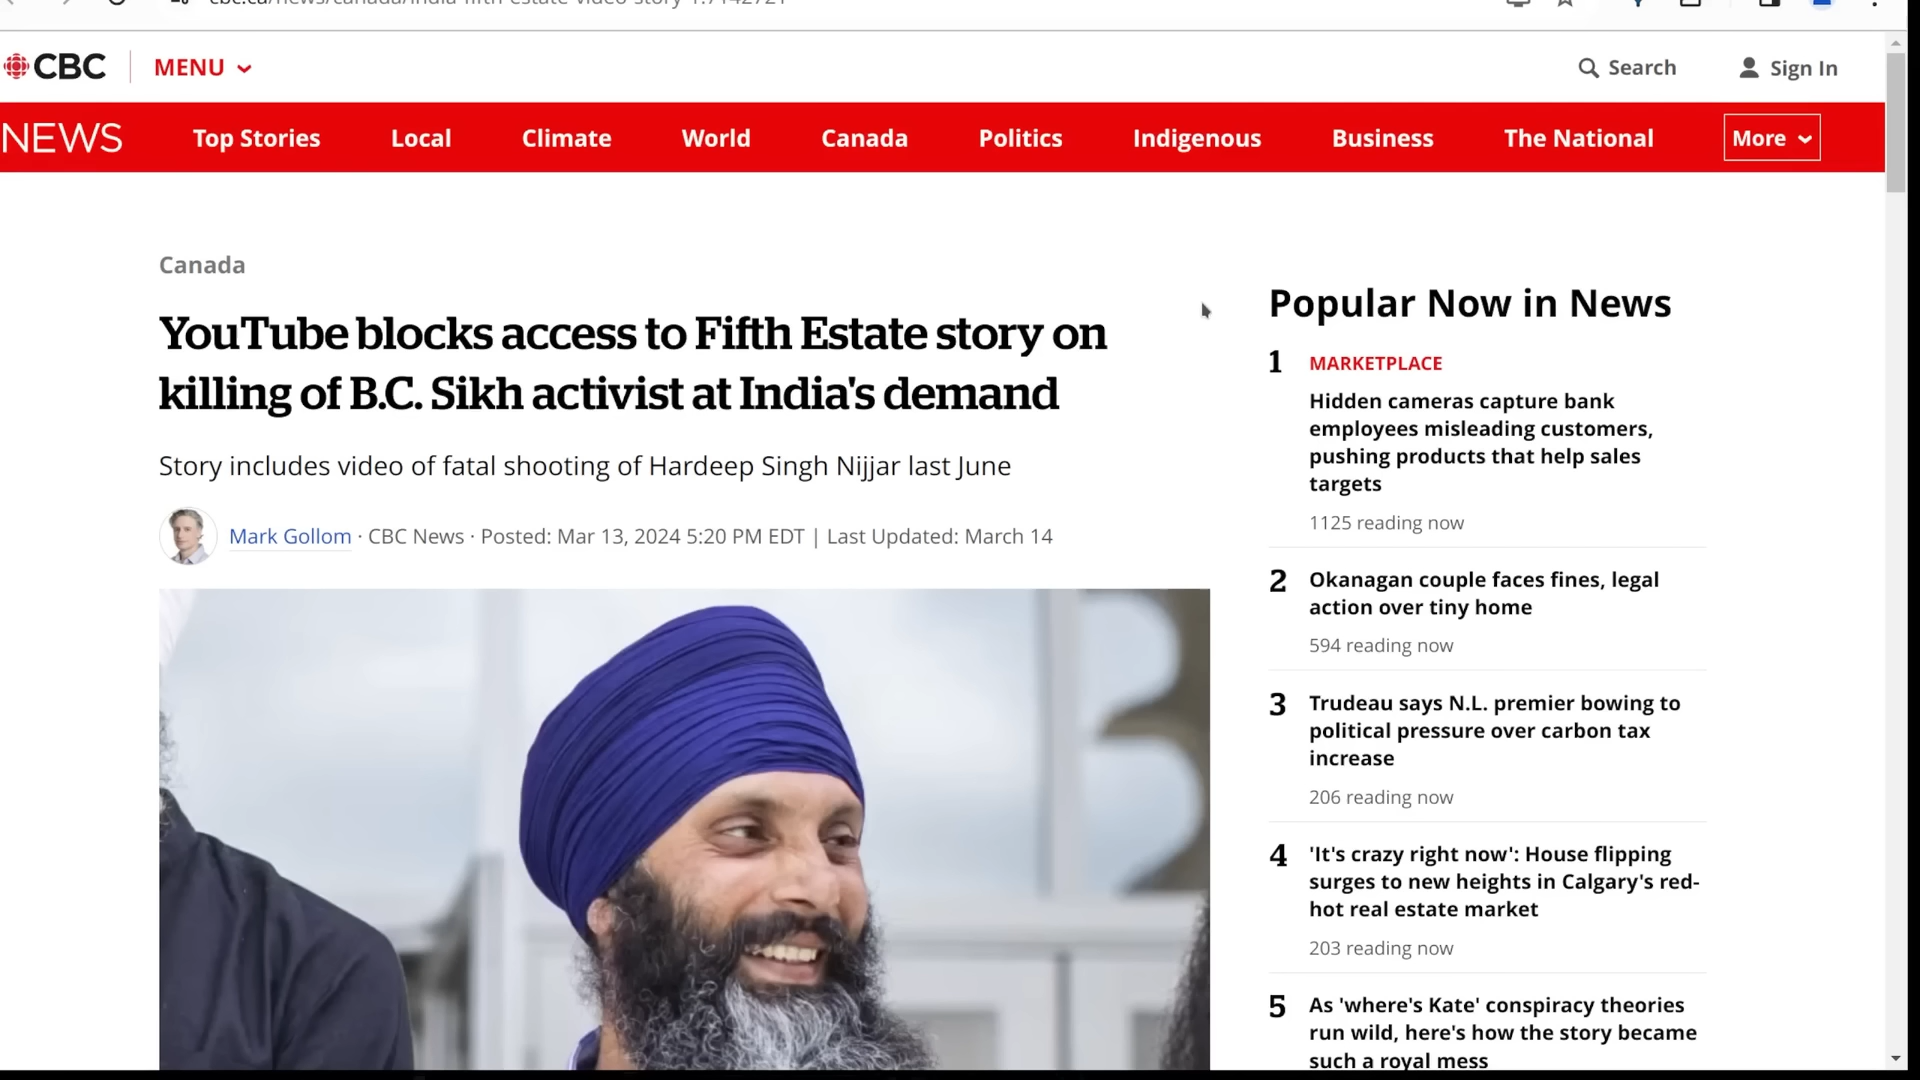 CBC
MENU
Search
Sign In
NEWS
Top Stories
Local
Climate
World
Canada
Politics
Indigenous
Business
The National
More
Canada
YouTube blocks access to Fifth Estate story on
killing of B.C. Sikh activist at India's demand
Story includes video of fatal shooting of Hardeep Singh Nijjar last June
Mark Gollom · CBC News · Posted: Mar 13, 2024 5:20 PM EDT | Last Updated: March 14
Popular Now in News
1
MARKETPLACE
Hidden cameras capture bank
employees misleading customers,
pushing products that help sales
targets
1125 reading now
2
Okanagan couple faces fines, legal
action over tiny home
594 reading now
3
Trudeau says N.L. premier bowing to
political pressure over carbon tax
increase
206 reading now
4
'It's crazy right now': House flipping
surges to new heights in Calgary's red-
hot real estate market
203 reading now
5
As 'where's Kate' conspiracy theories
run wild, here's how the story became
such a royal mess